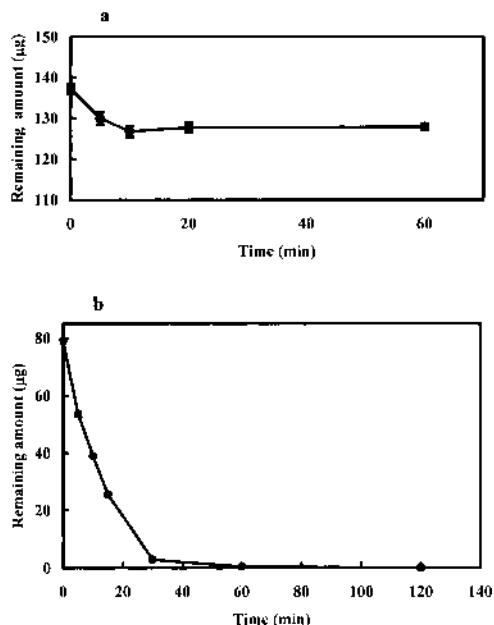 a
Remaining amount (µg)
150
140
130
120
110
0 20 40 60
Time (min)
b
Remaining amount (µg)
80
60
40
20
0
0 20 40 60 80 100 120 140
Time (min)